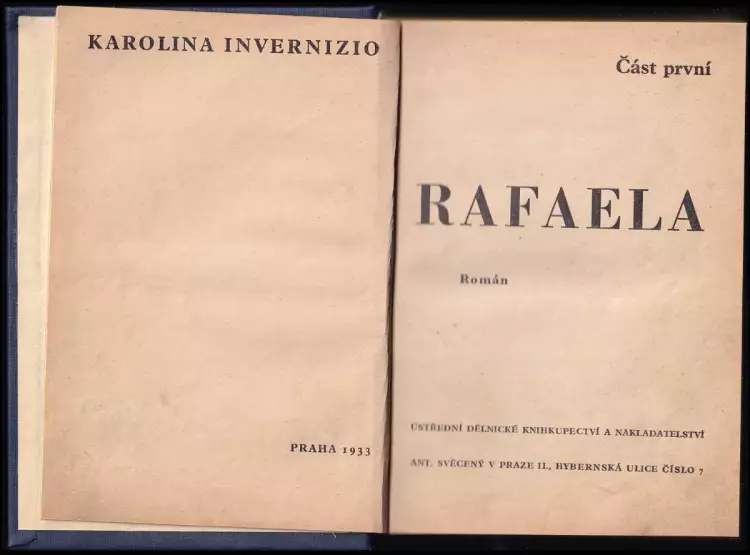 KAROLINA INVERNIZIO
PRAHA 1933
Část první
RAFAELA
Román
ÚSTŘEDNÍ DĚLNICKÉ KNIHKUPECTVÍ A NAKLADATELSTVÍ
ANT. SVĚCENÝ V PRAZE II., HYBERNSKÁ ULICE ČÍSLO 7